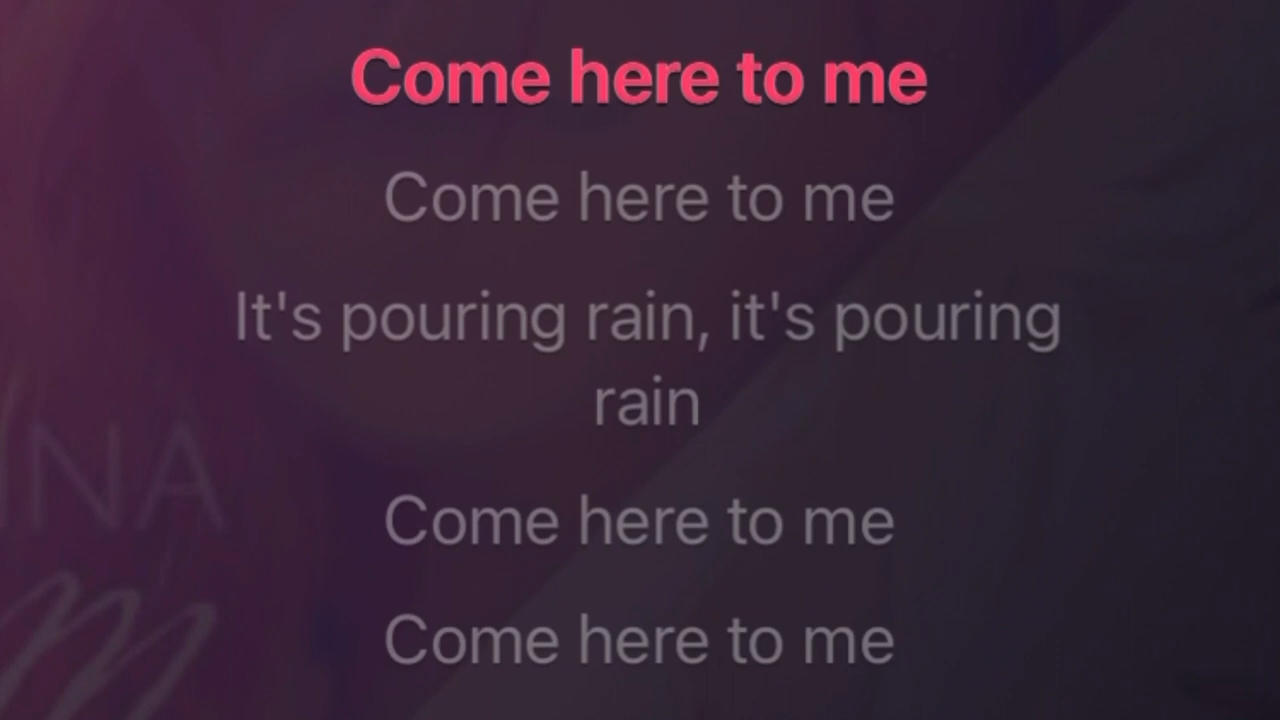 Come here to me
Come here to me
It's pouring rain, it's pouring
rain
INA
m
Come here to me
Come here to me